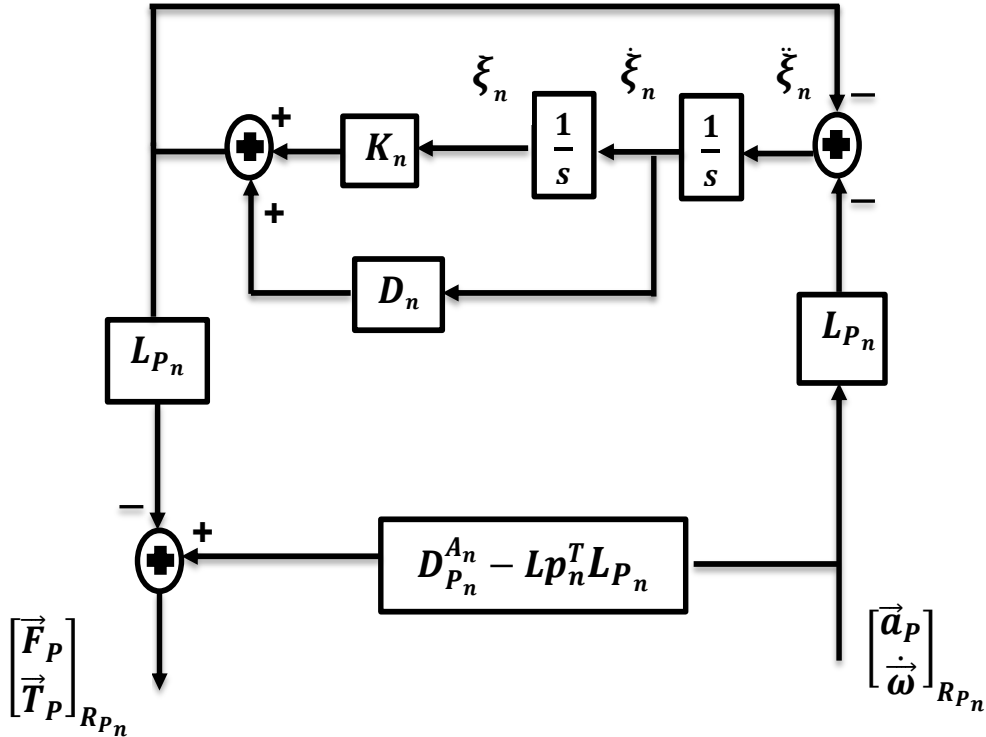 ξ_n ξ̇_n ξ̈_n
−
+ K_n 1/s 1/s
−
+
D_n
L_{P_n} L_{P_n}
−
+
D_{P_n}^{A_n} − Lp_n^T L_{P_n}
[F⃗_P T⃗_P]_{R_{P_n}} [a⃗_P ω⃗̇]_{R_{P_n}}